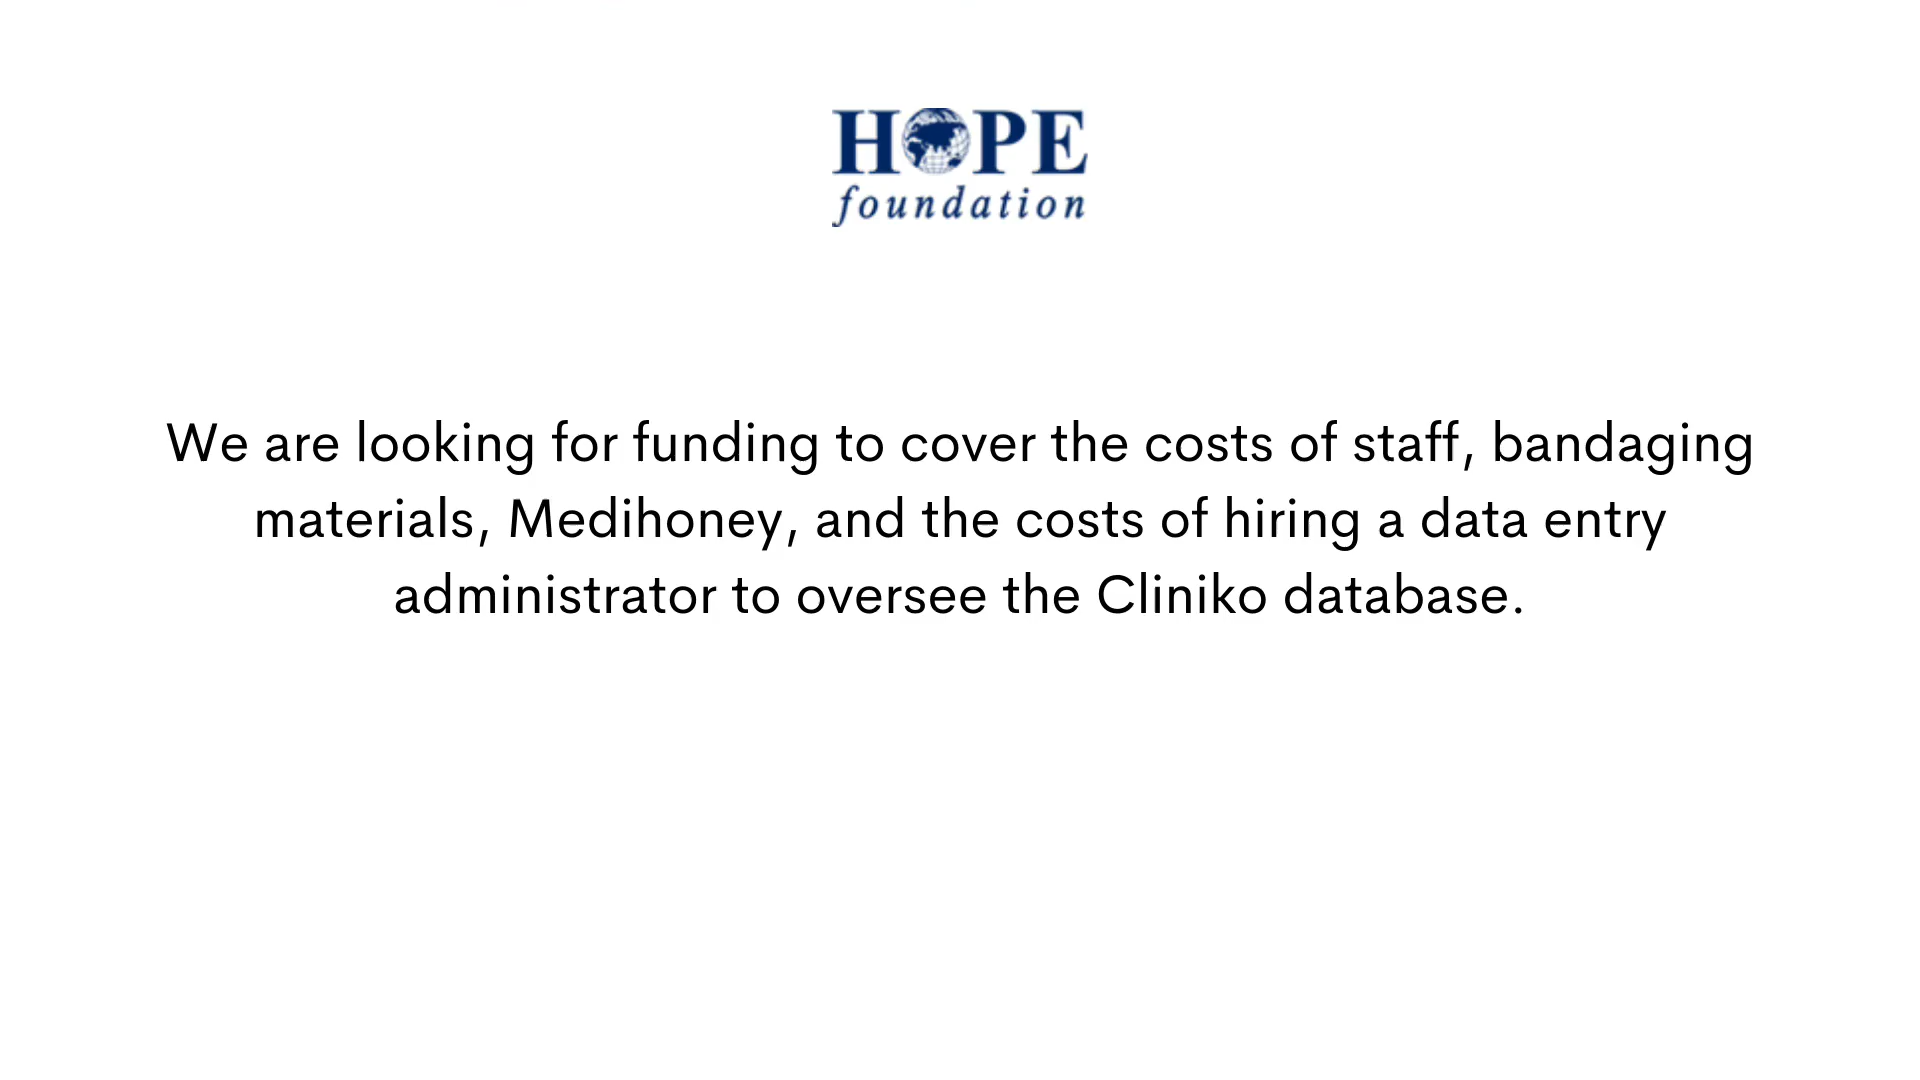 HOPE
foundation
We are looking for funding to cover the costs of staff, bandaging
materials, Medihoney, and the costs of hiring a data entry
administrator to oversee the Cliniko database.